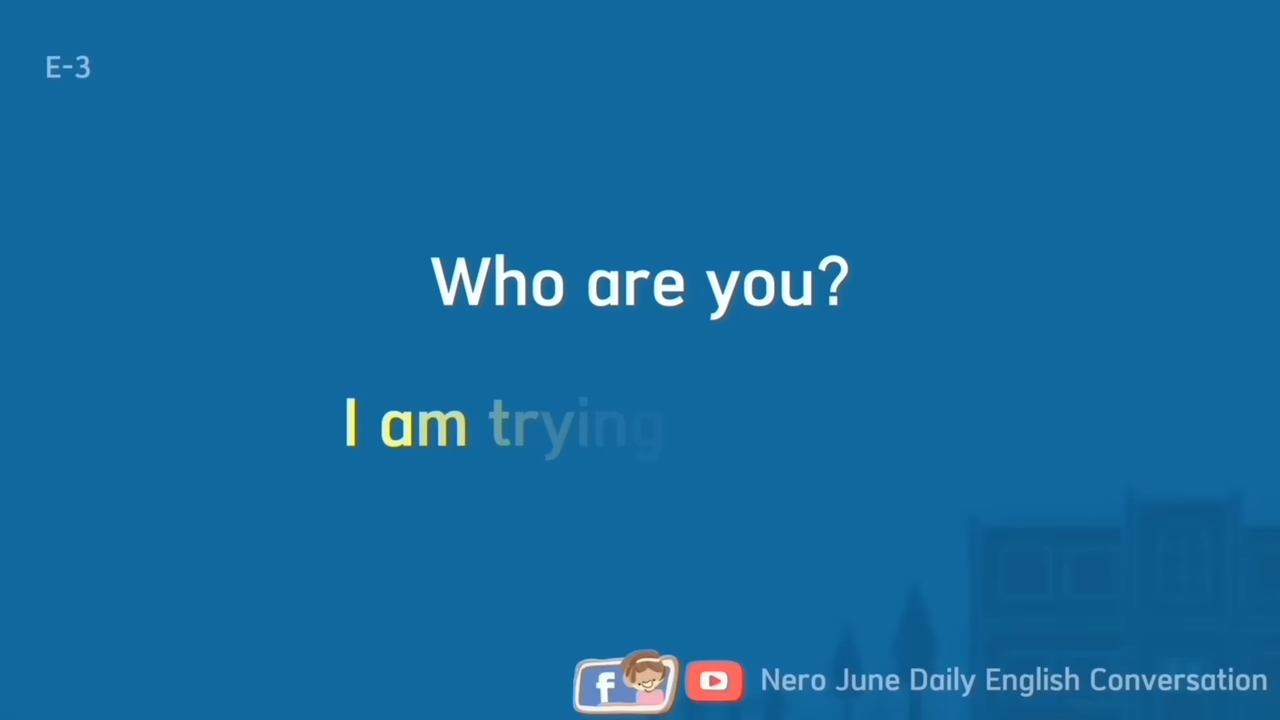 E-3
Who are you?
I am trying
f
Nero June Daily English Conversation